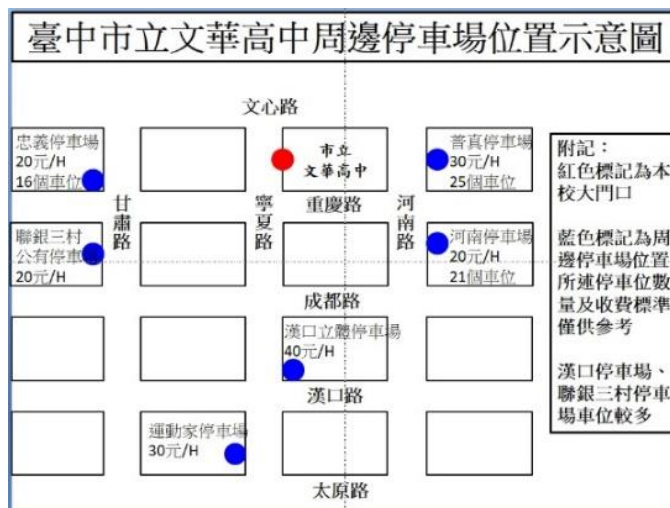 臺中市立文華高中周邊停車場位置示意圖
文心路
忠義停車場
20元/H
16個車位
市立
文華高中
普真停車場
30元/H
25個車位
甘肅路
寧夏路
重慶路
河南路
聯銀三村
公有停車
20元/H
河南停車場
20元/H
21個車位
成都路
漢口立體停車場
40元/H
漢口路
運動家停車場
30元/H
太原路
附記：
紅色標記為本
校大門口
藍色標記為周
邊停車場位置
所述停車位數
量及收費標準
僅供參考
漢口停車場、
聯銀三村停車
場車位較多